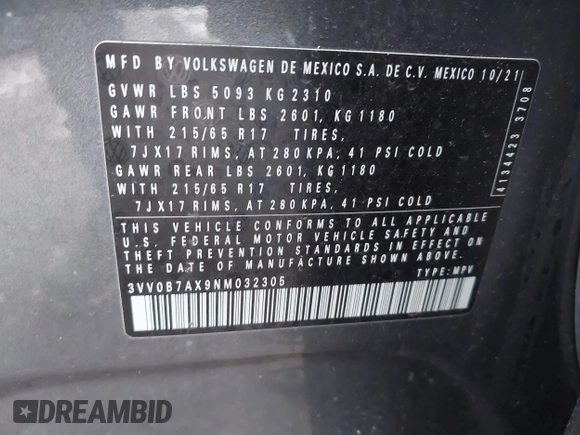 MFD BY VOLKSWAGEN DE MEXICO S.A. DE C.V. MEXICO 10/21
GVWR LBS 5093 KG 2310
GAWR FRONT LBS 2601, KG 1180
WITH 215/65 R17 TIRES,
7JX17 RIMS, AT 280 KPA, 41 PSI COLD
GAWR REAR LBS 2601, KG 1180
WITH 215/65 R17 TIRES,
7JX17 RIMS, AT 280 KPA, 41 PSI COLD
THIS VEHICLE CONFORMS TO ALL APPLICABLE
U.S. FEDERAL MOTOR VEHICLE SAFETY AND
THEFT PREVENTION STANDARDS IN EFFECT ON
THE DATE OF MANUFACTURE SHOWN ABOVE.
3VV0B7AX9NM032305 TYPE: MPV
4134423 3708
DREAMBID